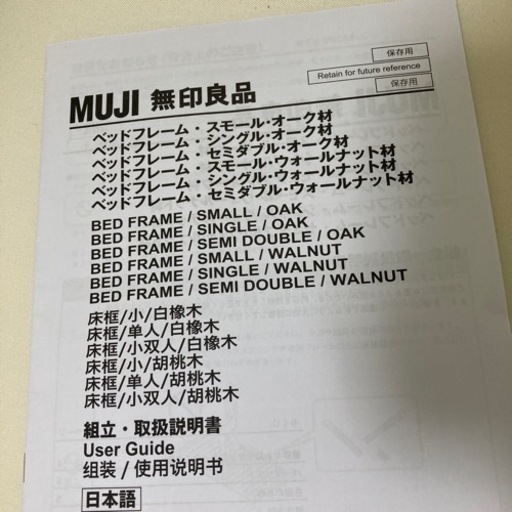 保存用
Retain for future reference
保存用
MUJI 無印良品
ベッドフレーム・スモール・オーク材
ベッドフレーム・シングル・オーク材
ベッドフレーム・セミダブル・オーク材
ベッドフレーム・スモール・ウォールナット材
ベッドフレーム・シングル・ウォールナット材
ベッドフレーム・セミダブル・ウォールナット材
BED FRAME / SMALL / OAK
BED FRAME / SINGLE / OAK
BED FRAME / SEMI DOUBLE / OAK
BED FRAME / SMALL / WALNUT
BED FRAME / SINGLE / WALNUT
BED FRAME / SEMI DOUBLE / WALNUT
床框/小/白橡木
床框/单人/白橡木
床框/小双人/白橡木
床框/小/胡桃木
床框/单人/胡桃木
床框/小双人/胡桃木
組立・取扱説明書
User Guide
组装 / 使用说明书
日本語